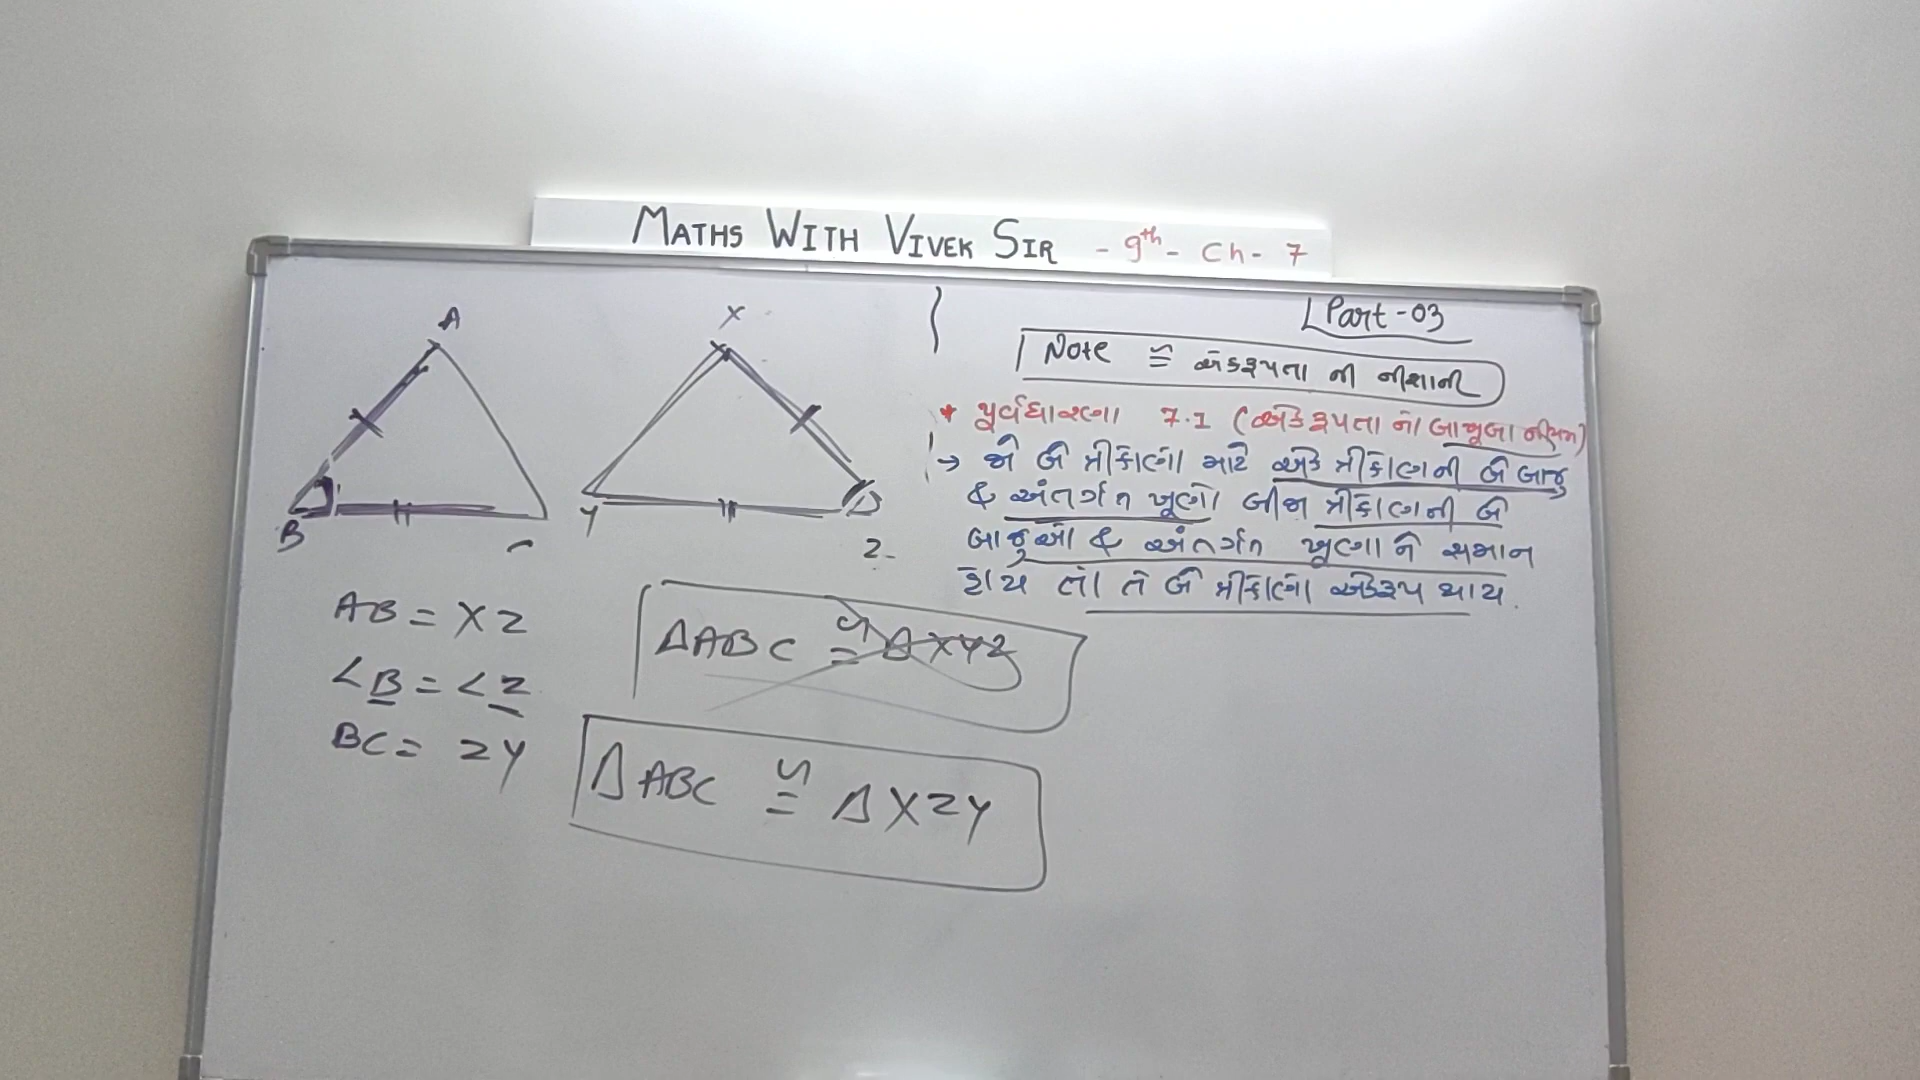 MATHS WITH VIVEK SIR - 9th - Ch - 7
Part - 03
Note ≅ એકરૂપતા ની નીશાની
* પૂર્વધારણા 7.1 (એકરૂપતા નો બાખૂબા નીયમ)
→ જો બે ત્રીકોણો માટે એક ત્રીકોણની બે બાજુ
& અંતર્ગત ખૂણો બીજા ત્રીકોણની બે
બાજુઓ & અંતર્ગત ખૂણા ને સમાન
હોય તો તે બે ત્રીકોણો એકરૂપ થાય.
A
B
X
Y
Z
AB = XZ
∠B = ∠Z
BC = ZY
ΔABC ≅ ΔXYZ
ΔABC ≅ ΔXZY